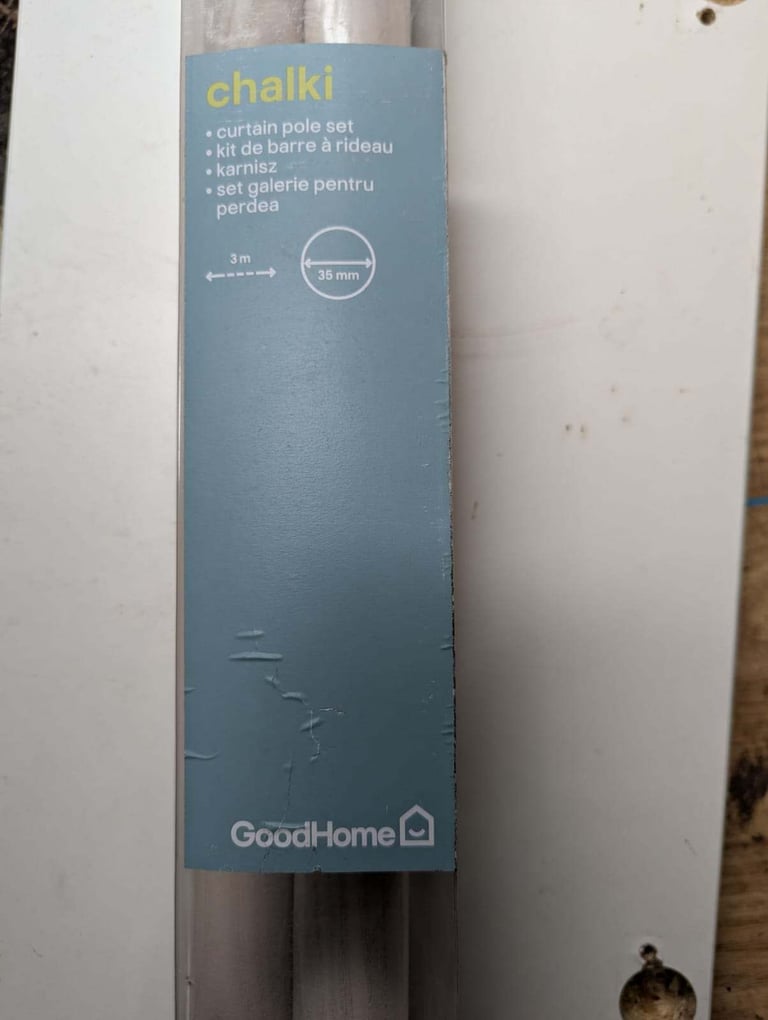 chalki
• curtain pole set
• kit de barre à rideau
• karnisz
• set galerie pentru
perdea
3 m
35 mm
GoodHome